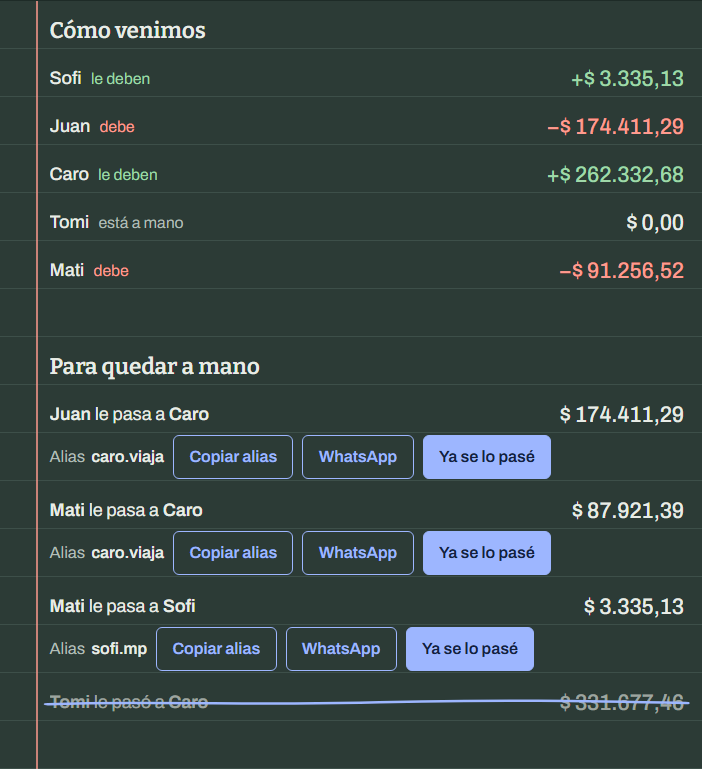 Cómo venimos
Sofi le deben +$ 3.335,13
Juan debe −$ 174.411,29
Caro le deben +$ 262.332,68
Tomi está a mano $ 0,00
Mati debe −$ 91.256,52
Para quedar a mano
Juan le pasa a Caro $ 174.411,29
Alias caro.viaja Copiar alias WhatsApp Ya se lo pasé
Mati le pasa a Caro $ 87.921,39
Alias caro.viaja Copiar alias WhatsApp Ya se lo pasé
Mati le pasa a Sofi $ 3.335,13
Alias sofi.mp Copiar alias WhatsApp Ya se lo pasé
Tomi le pasó a Caro $ 331.677,46